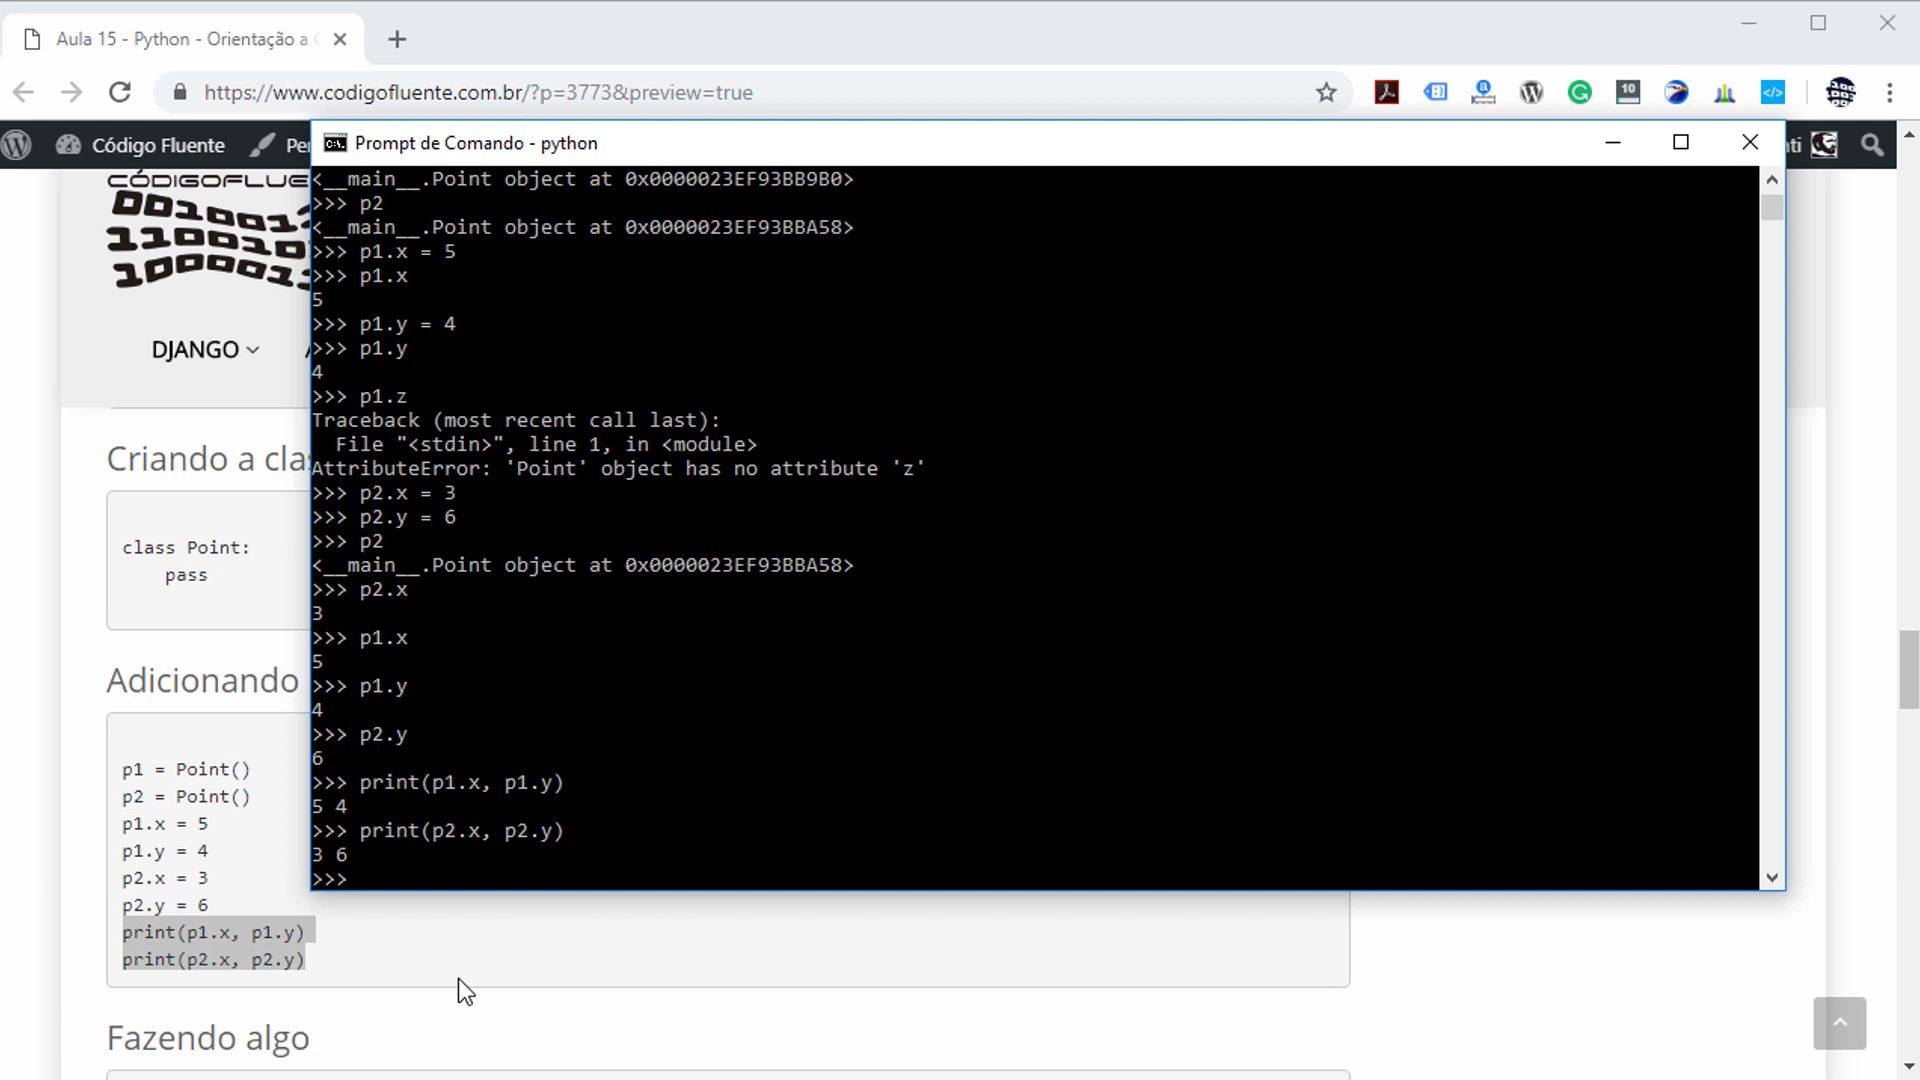 Aula 15 - Python - Orientação a
https://www.codigofluente.com.br/?p=3773&preview=true
10
Código Fluente
Prompt de Comando - python
ti
CÓDIGOFLUE
DJANGO
<__main__.Point object at 0x0000023EF93BB9B0>
>>> p2
<__main__.Point object at 0x0000023EF93BBA58>
>>> p1.x = 5
>>> p1.x
5
>>> p1.y = 4
>>> p1.y
4
>>> p1.z
Traceback (most recent call last):
  File "<stdin>", line 1, in <module>
AttributeError: 'Point' object has no attribute 'z'
>>> p2.x = 3
>>> p2.y = 6
>>> p2
<__main__.Point object at 0x0000023EF93BBA58>
>>> p2.x
3
>>> p1.x
5
>>> p1.y
4
>>> p2.y
6
>>> print(p1.x, p1.y)
5 4
>>> print(p2.x, p2.y)
3 6
>>>
Criando a cla
class Point:
    pass
Adicionando
p1 = Point()
p2 = Point()
p1.x = 5
p1.y = 4
p2.x = 3
p2.y = 6
print(p1.x, p1.y)
print(p2.x, p2.y)
Fazendo algo